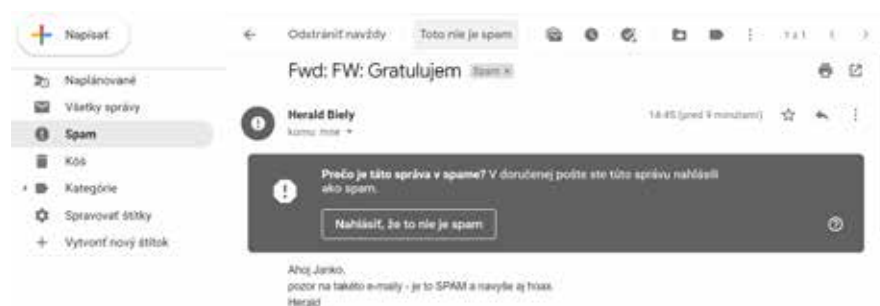 Napísať
Odstrániť navždy Toto nie je spam 1 z 1
Fwd: FW: Gratulujem Spam x
Naplánované
Všetky správy
Spam
Kôš
Kategórie
Spravovať štítky
Vytvoriť nový štítok
Herald Biely 14:45 (pred 9 minútami)
komu: mne
Prečo je táto správa v spame? V doručenej pošte ste túto správu nahlásili
ako spam.
Nahlásiť, že to nie je spam
Ahoj Janko,
pozor na takéto e-maily - je to SPAM a navyše aj hoax.
Herald